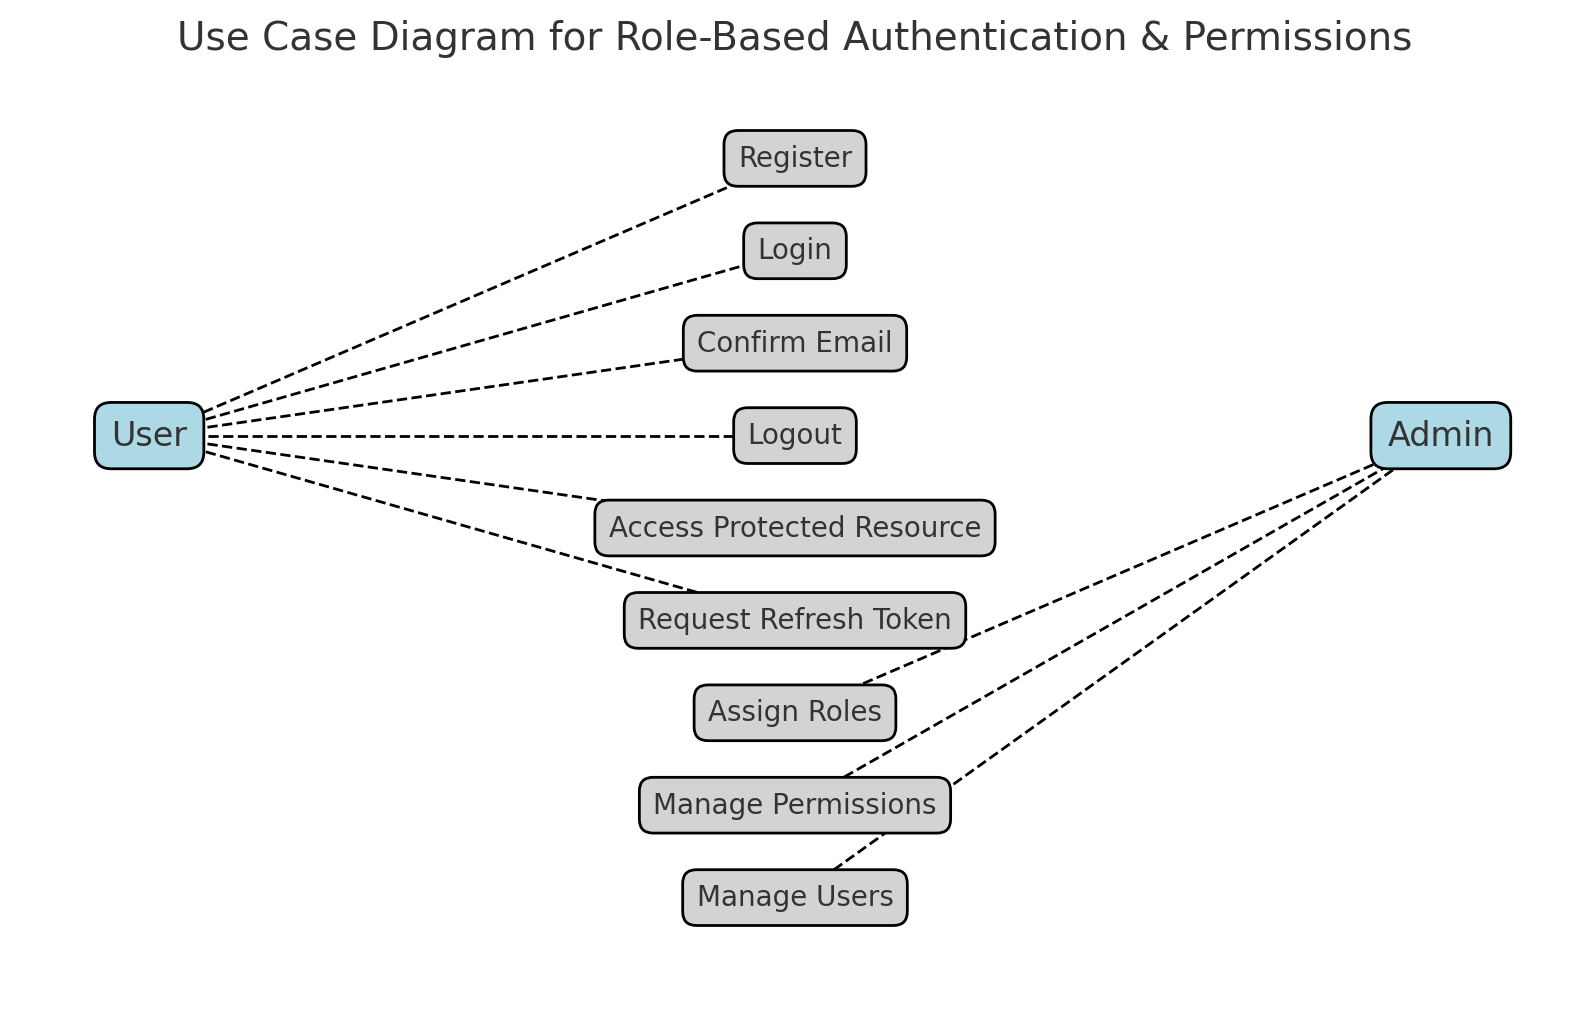 Use Case Diagram for Role-Based Authentication & Permissions
Register
Login
Confirm Email
User
Logout
Admin
Access Protected Resource
Request Refresh Token
Assign Roles
Manage Permissions
Manage Users